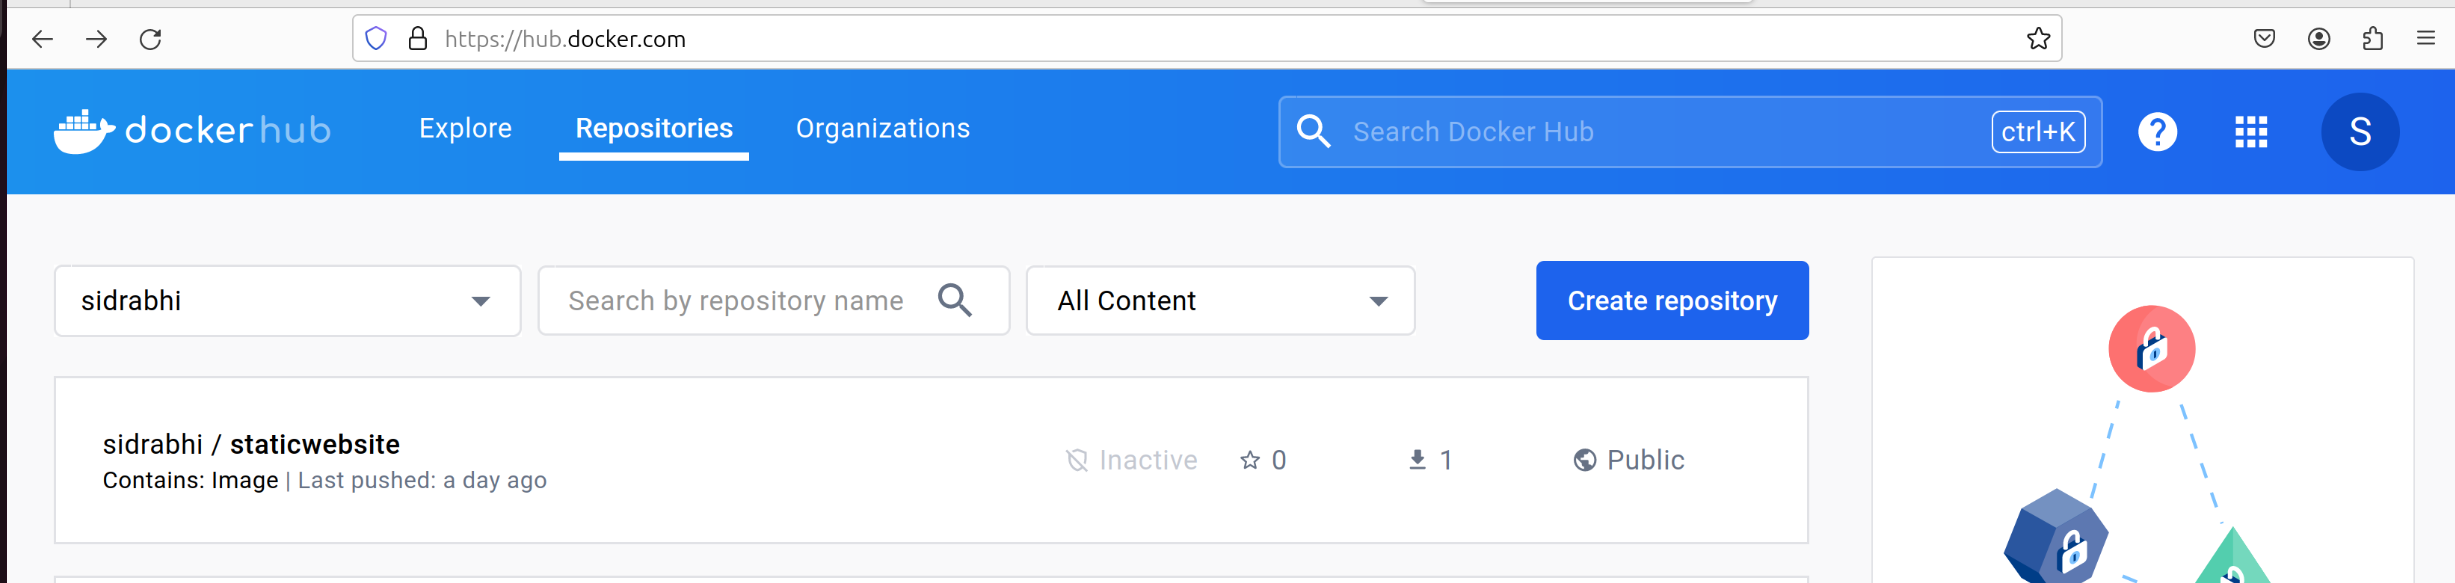 https://hub.docker.com
docker hub
Explore
Repositories
Organizations
Search Docker Hub
ctrl+K
?
S
sidrabhi
Search by repository name
All Content
Create repository
sidrabhi / staticwebsite
Inactive
0
1
Public
Contains: Image | Last pushed: a day ago